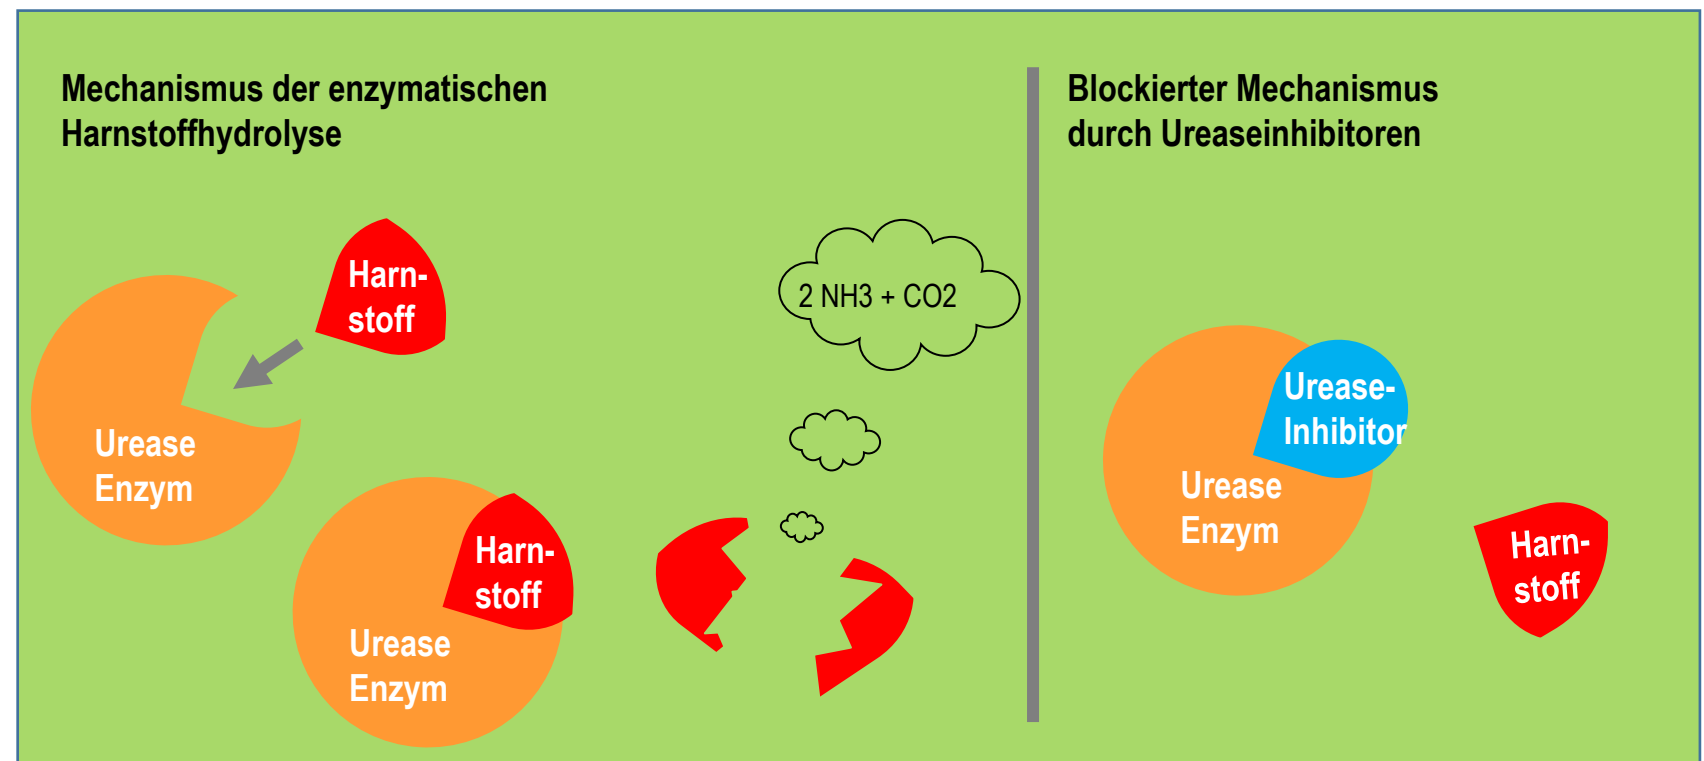 Mechanismus der enzymatischen
Harnstoffhydrolyse
Harn-
stoff
Urease
Enzym
Harn-
stoff
Urease
Enzym
2 NH3 + CO2
Blockierter Mechanismus
durch Ureaseinhibitoren
Urease-
Inhibitor
Urease
Enzym
Harn-
stoff